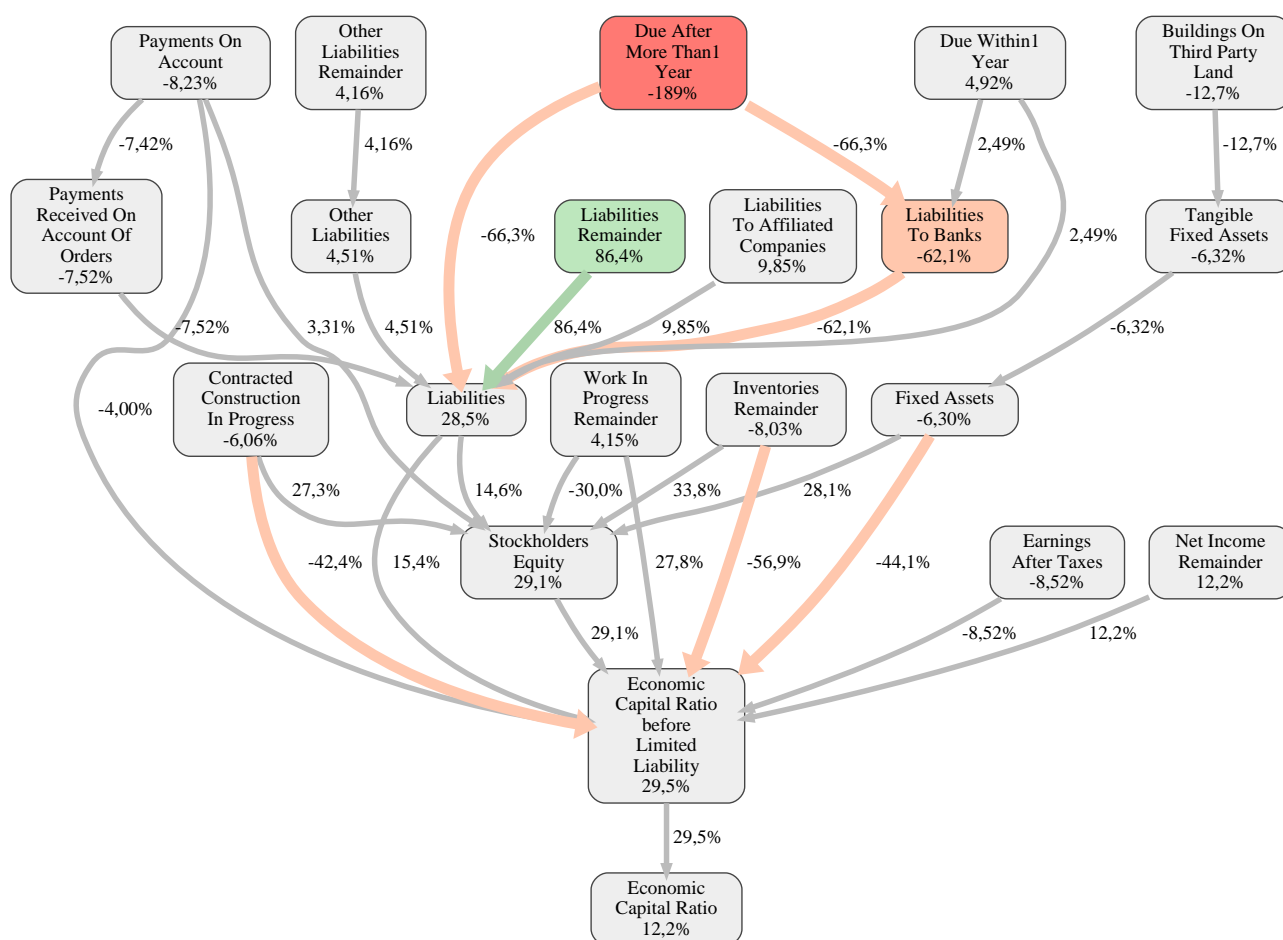 Payments On
Account
-8,23%
Other
Liabilities
Remainder
4,16%
Due After
More Than1
Year
-189%
Due Within1
Year
4,92%
Buildings On
Third Party
Land
-12,7%
-7,42%
4,16%
-66,3%
2,49%
-12,7%
Payments
Received On
Account Of
Orders
-7,52%
Other
Liabilities
4,51%
-66,3%
Liabilities
Remainder
86,4%
Liabilities
To Affiliated
Companies
9,85%
Liabilities
To Banks
-62,1%
2,49%
Tangible
Fixed Assets
-6,32%
-7,52%
3,31%
4,51%
86,4%
9,85%
-62,1%
-6,32%
-4,00%
Contracted
Construction
In Progress
-6,06%
Liabilities
28,5%
Work In
Progress
Remainder
4,15%
Inventories
Remainder
-8,03%
Fixed Assets
-6,30%
27,3%
14,6%
-30,0%
33,8%
28,1%
Stockholders
Equity
29,1%
Earnings
After Taxes
-8,52%
Net Income
Remainder
12,2%
-42,4%
15,4%
27,8%
-56,9%
-44,1%
29,1%
-8,52%
12,2%
Economic
Capital Ratio
before
Limited
Liability
29,5%
29,5%
Economic
Capital Ratio
12,2%